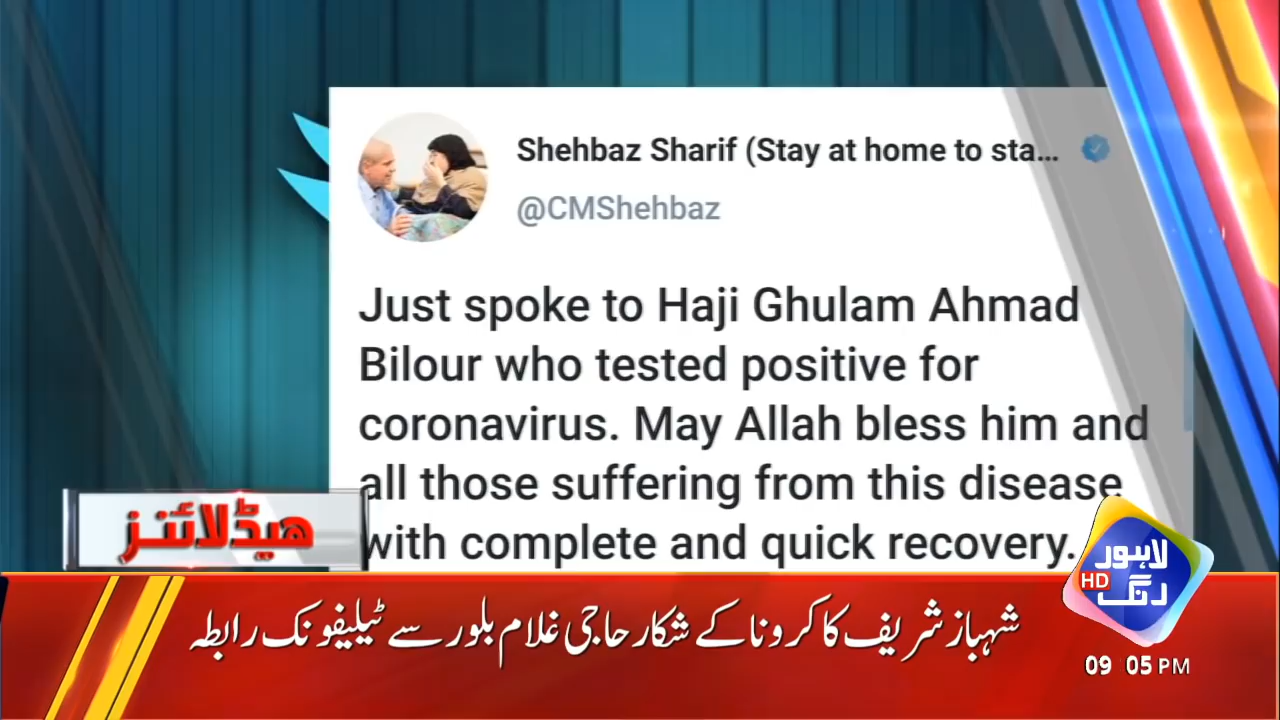 Shehbaz Sharif (Stay at home to sta...
@CMShehbaz
Just spoke to Haji Ghulam Ahmad
Bilour who tested positive for
coronavirus. May Allah bless him and
all those suffering from this disease
with complete and quick recovery.
ہیڈلائنز
لاہور
HD رنگ
شہباز شریف کا کرونا کے شکار حاجی غلام بلور سے ٹیلیفونک رابطہ
09 05 PM